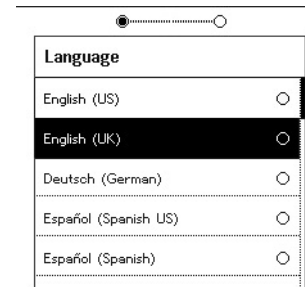 Language
English (US)
English (UK)
Deutsch (German)
Español (Spanish US)
Español (Spanish)